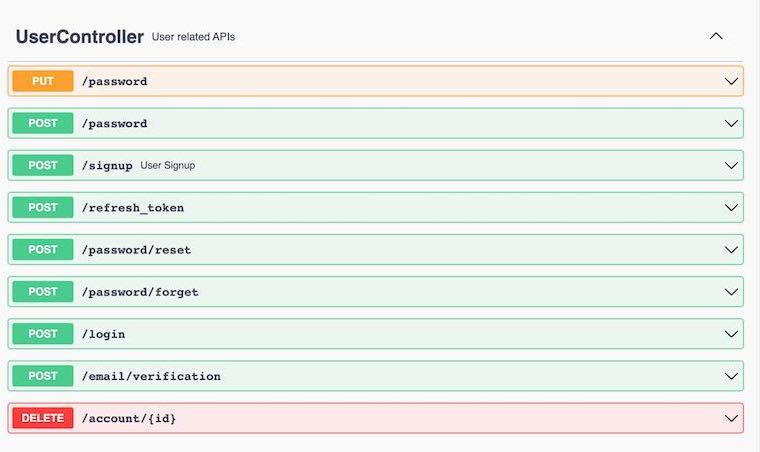 UserController User related APIs
PUT /password
POST /password
POST /signup User Signup
POST /refresh_token
POST /password/reset
POST /password/forget
POST /login
POST /email/verification
DELETE /account/{id}